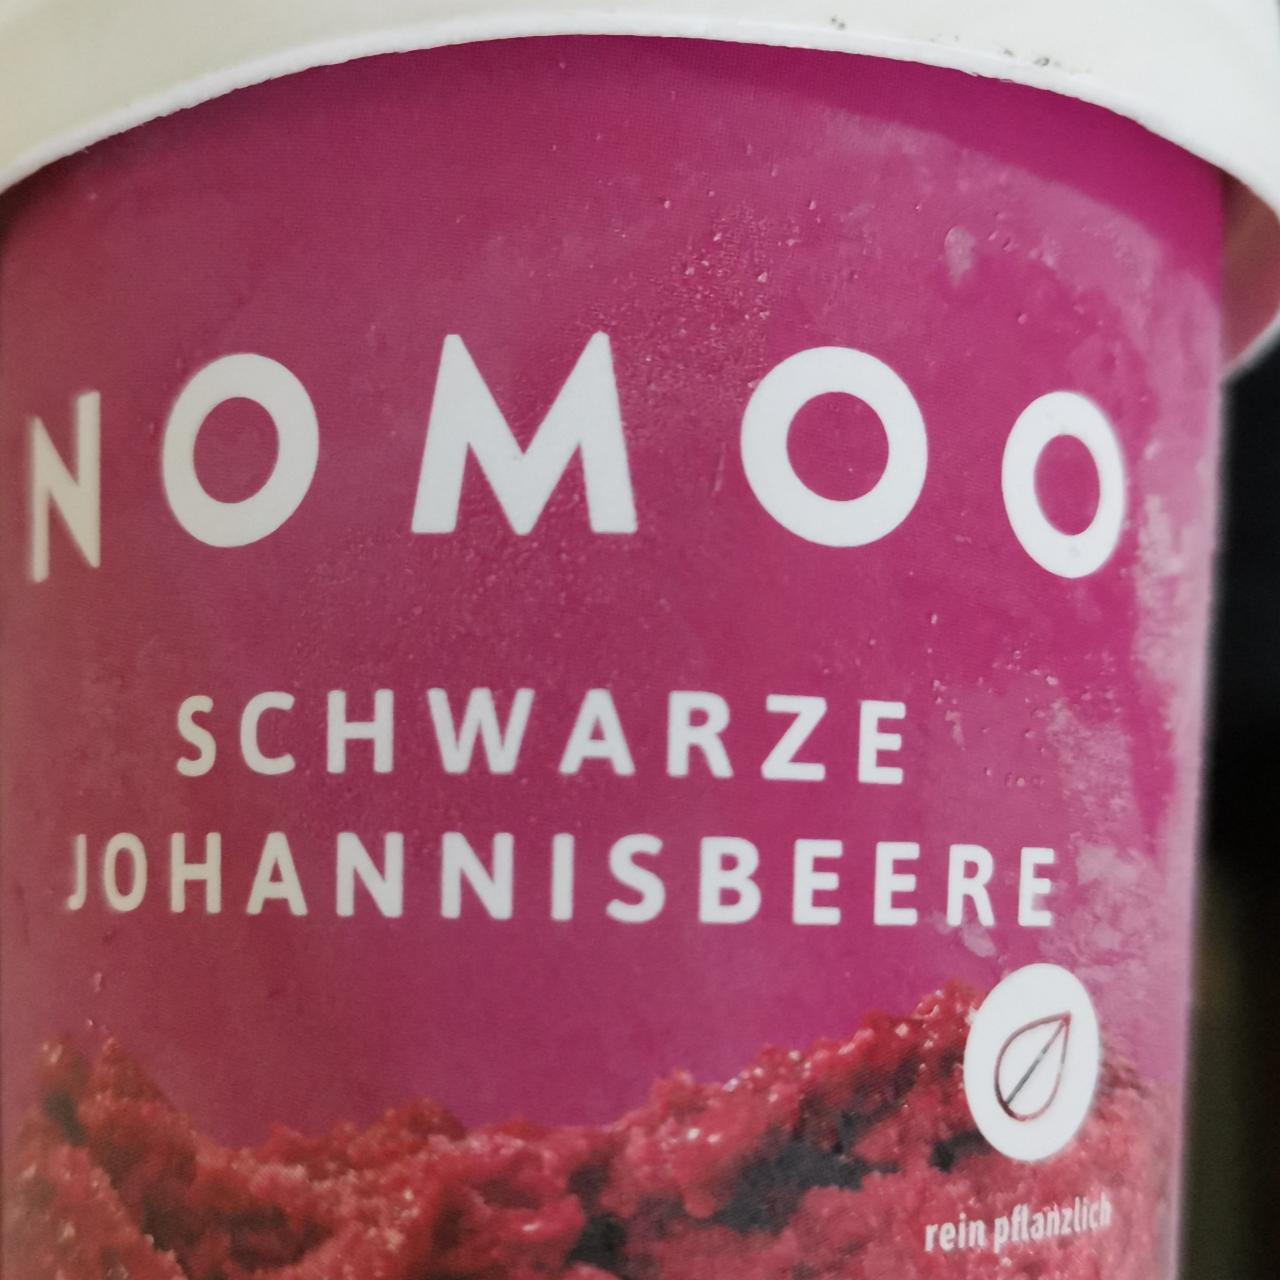 NOMOO
SCHWARZE
JOHANNISBEERE
rein pflanzlich